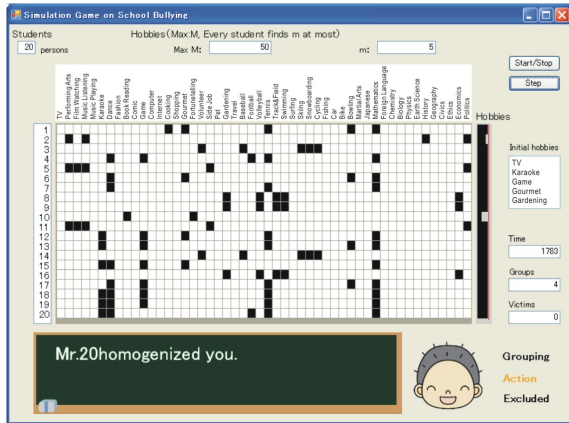 Simulation Game on School Bullying
Students
20 persons
Hobbies(Max:M, Every student finds m at most)
Max M: 50
m: 5
Start/Stop
Step
TV
PerformingArts
Film Watching
Music Listening
Music Playing
Karaoke
Dance
Fashion
Book Reading
Comic
Game
Computer
Internet
Cooking
Shopping
Gourmet
Fortunetelling
Volunteer
Side Job
Pet
Gardening
Travel
Baseball
Football
Volleyball
Tennis
Track&Field
Swimming
Surfing
Skiing
Snowboarding
Cycling
Fishing
Car
Bike
Bowling
Martial Arts
Japanese
Mathematics
Foreign Language
Chemistry
Biology
Physics
Earth Science
History
Geography
Civics
Ethics
Economics
Politics
Hobbies
1
2
3
4
5
6
7
8
9
10
11
12
13
14
15
16
17
18
19
20
Initial hobbies
TV
Karaoke
Game
Gourmet
Gardening
Time
1783
Groups
4
Victims
0
Mr.20homogenized you.
Grouping
Action
Excluded